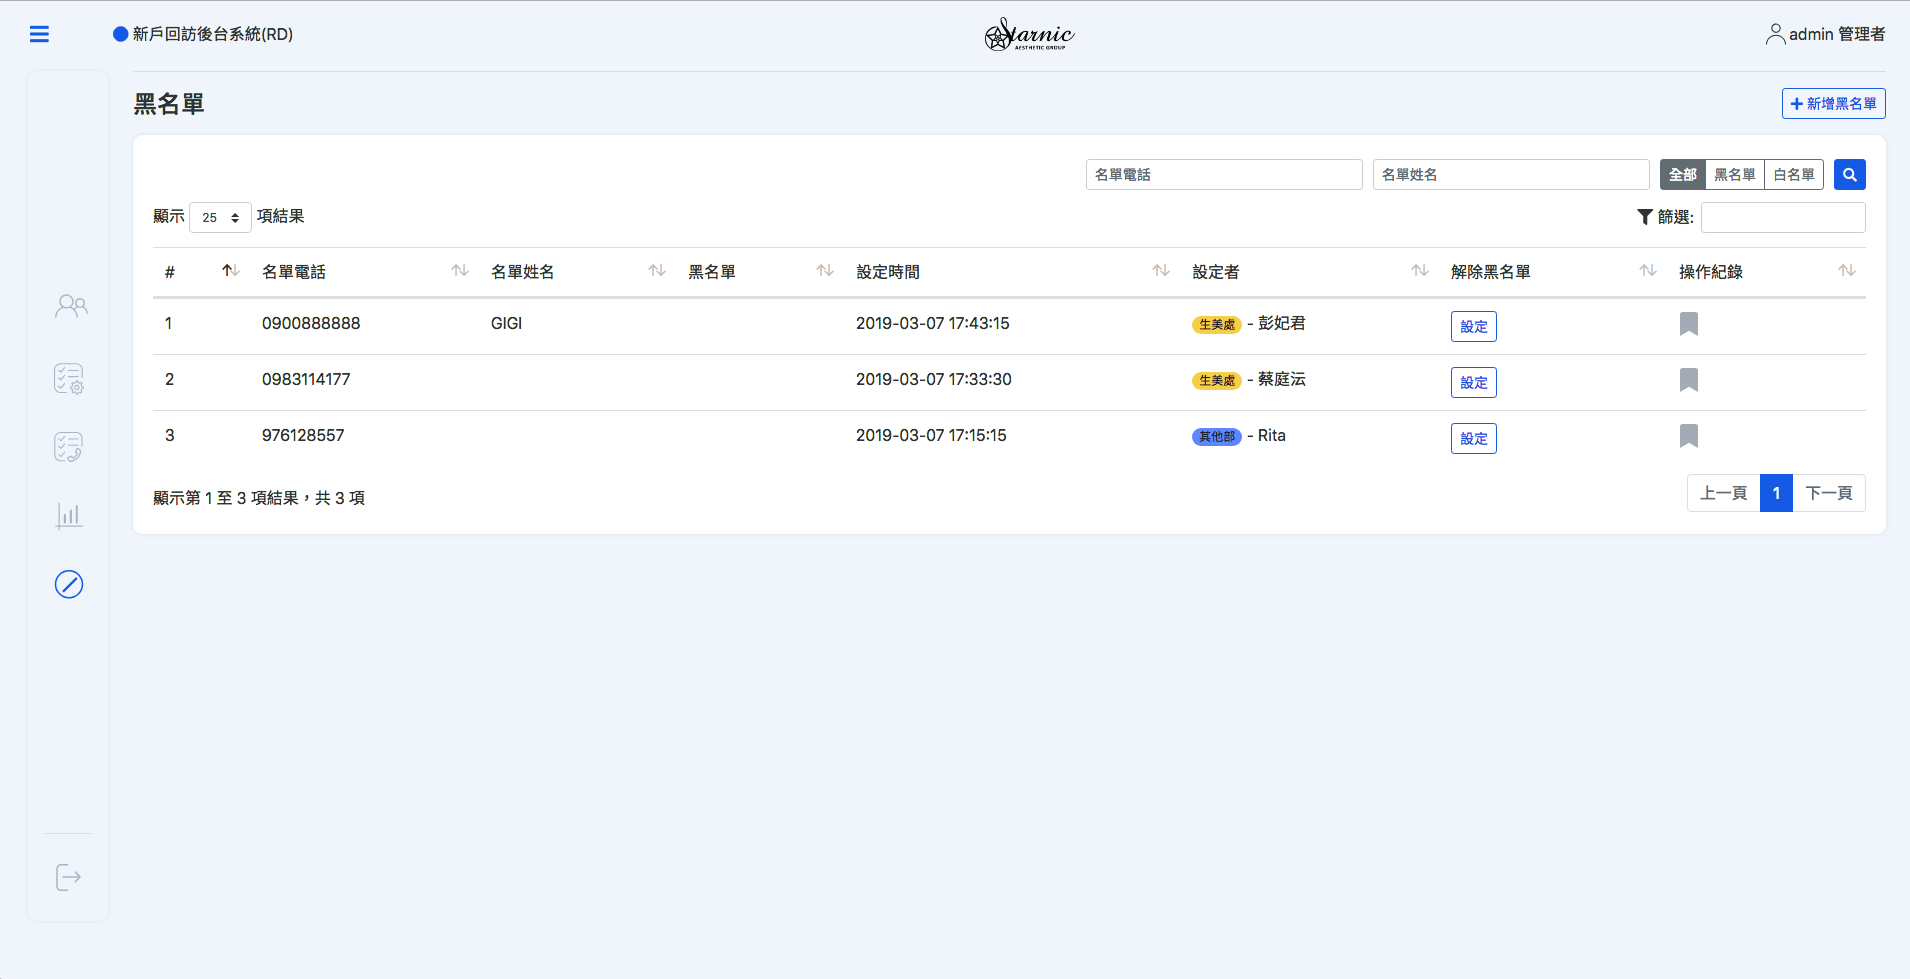 新戶回訪後台系統(RD)
Starnic
AESTHETIC GROUP
admin 管理者
黑名單
新增黑名單
名單電話 名單姓名 全部 黑名單 白名單
顯示 25 項結果 篩選:
# 名單電話 名單姓名 黑名單 設定時間 設定者 解除黑名單 操作紀錄
1 0900888888 GIGI 2019-03-07 17:43:15 生美處 - 彭妃君 設定
2 0983114177 2019-03-07 17:33:30 生美處 - 蔡庭沄 設定
3 976128557 2019-03-07 17:15:15 其他部 - Rita 設定
顯示第 1 至 3 項結果，共 3 項 上一頁 1 下一頁